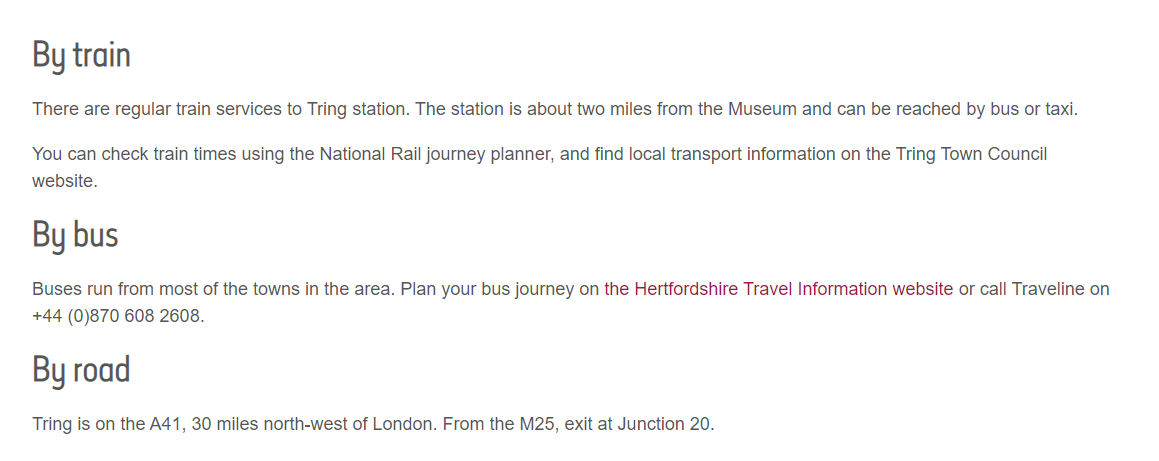 By train
There are regular train services to Tring station. The station is about two miles from the Museum and can be reached by bus or taxi.
You can check train times using the National Rail journey planner, and find local transport information on the Tring Town Council
website.
By bus
Buses run from most of the towns in the area. Plan your bus journey on the Hertfordshire Travel Information website or call Traveline on
+44 (0)870 608 2608.
By road
Tring is on the A41, 30 miles north-west of London. From the M25, exit at Junction 20.